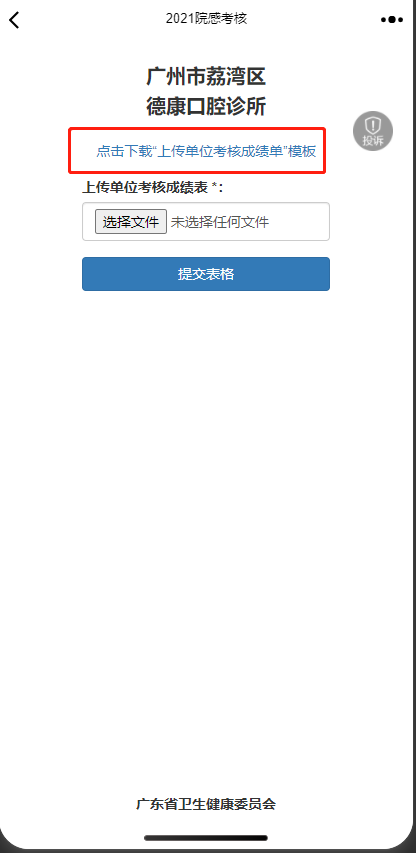 2021院感考核
广州市荔湾区
德康口腔诊所
投诉
点击下载“上传单位考核成绩单”模板
上传单位考核成绩表 *：
选择文件 未选择任何文件
提交表格
广东省卫生健康委员会